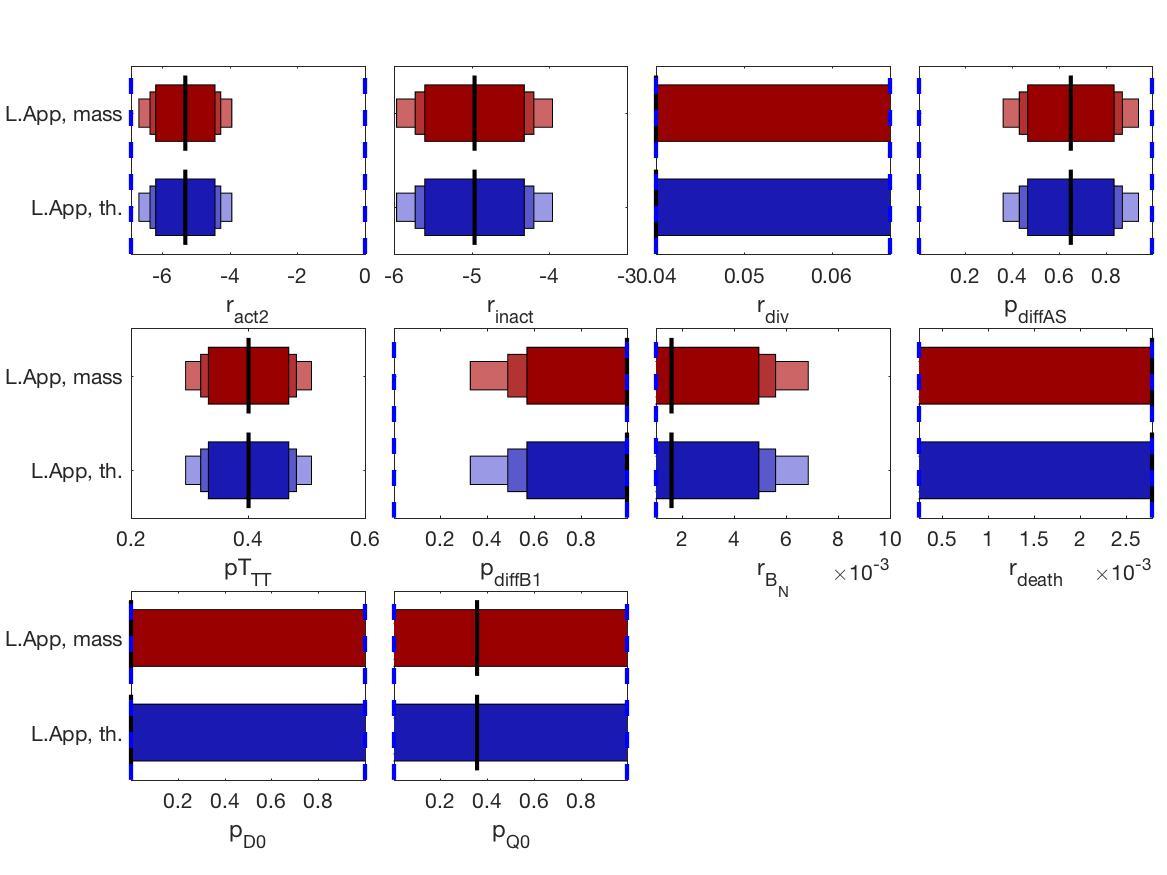 L.App, mass
L.App, th.
-6 -4 -2 0
r_act2
-6 -5 -4 -3
r_inact
0.04 0.05 0.06
r_div
0.2 0.4 0.6 0.8
p_diffAS
L.App, mass
L.App, th.
0.2 0.4 0.6
pT_TT
0.2 0.4 0.6 0.8
p_diffB1
2 4 6 8 10
×10^-3
r_B_N
0.5 1 1.5 2 2.5
×10^-3
r_death
L.App, mass
L.App, th.
0.2 0.4 0.6 0.8
p_D0
0.2 0.4 0.6 0.8
p_Q0